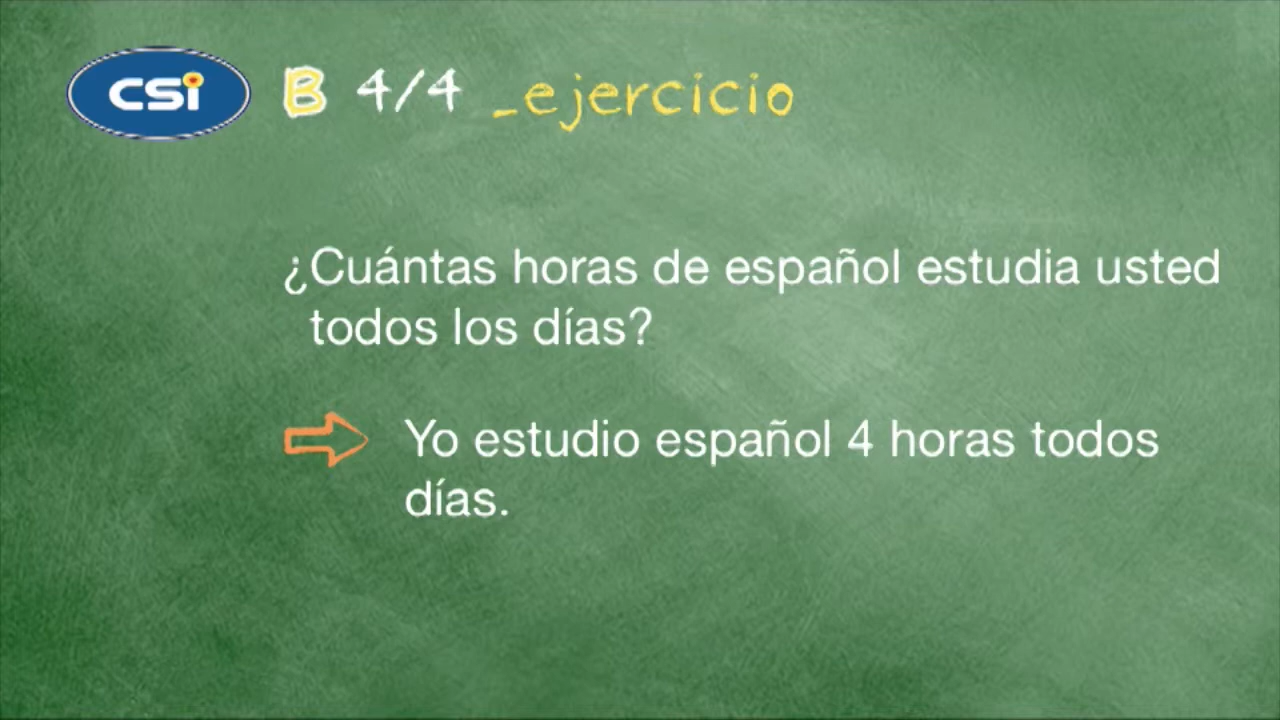 CSi B 4/4 _ejercicio
¿Cuántas horas de español estudia usted
todos los días?
Yo estudio español 4 horas todos
días.